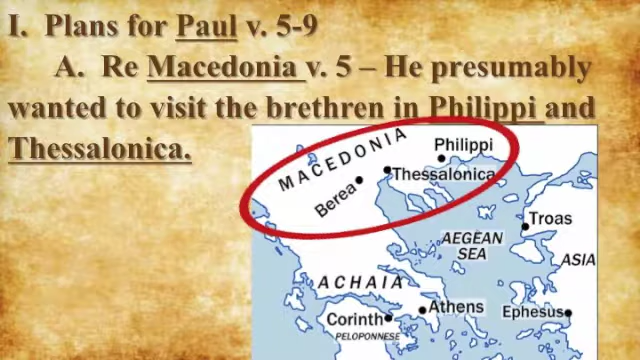 I. Plans for Paul v. 5-9
A. Re Macedonia v. 5 – He presumably
wanted to visit the brethren in Philippi and
Thessalonica.
MACEDONIA
Philippi
Thessalonica
Berea
Troas
AEGEAN
SEA
ASIA
ACHAIA
Athens
Ephesus
Corinth
PELOPONNESE